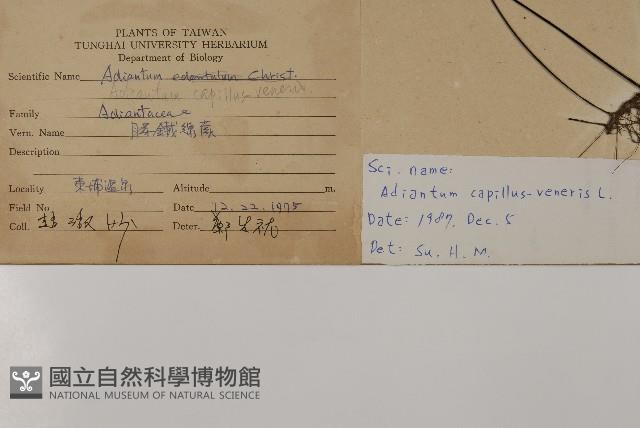 PLANTS OF TAIWAN
TUNGHAI UNIVERSITY HERBARIUM
Department of Biology
Scientific Name Adiantum edentulum Christ.
Adiantum capillus-veneris.
Family Adiantaceae
Vern. Name 鐵線蕨
Description
Locality 東埔溫泉
Altitude m.
Field No.
Date 12.22.1975
Coll.
Deter.
Sci. name:
Adiantum capillus-veneris L.
Date: 1987. Dec. 5
Det: Su. H. M.
國立自然科學博物館
NATIONAL MUSEUM OF NATURAL SCIENCE